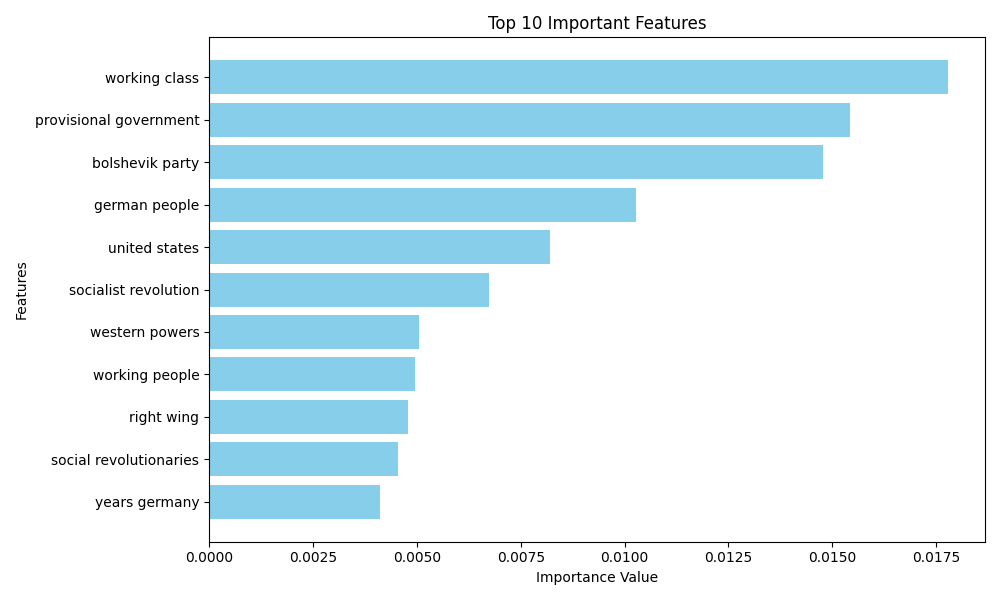 Top 10 Important Features
working class
provisional government
bolshevik party
german people
united states
socialist revolution
western powers
working people
right wing
social revolutionaries
years germany
Features
0.0000 0.0025 0.0050 0.0075 0.0100 0.0125 0.0150 0.0175
Importance Value